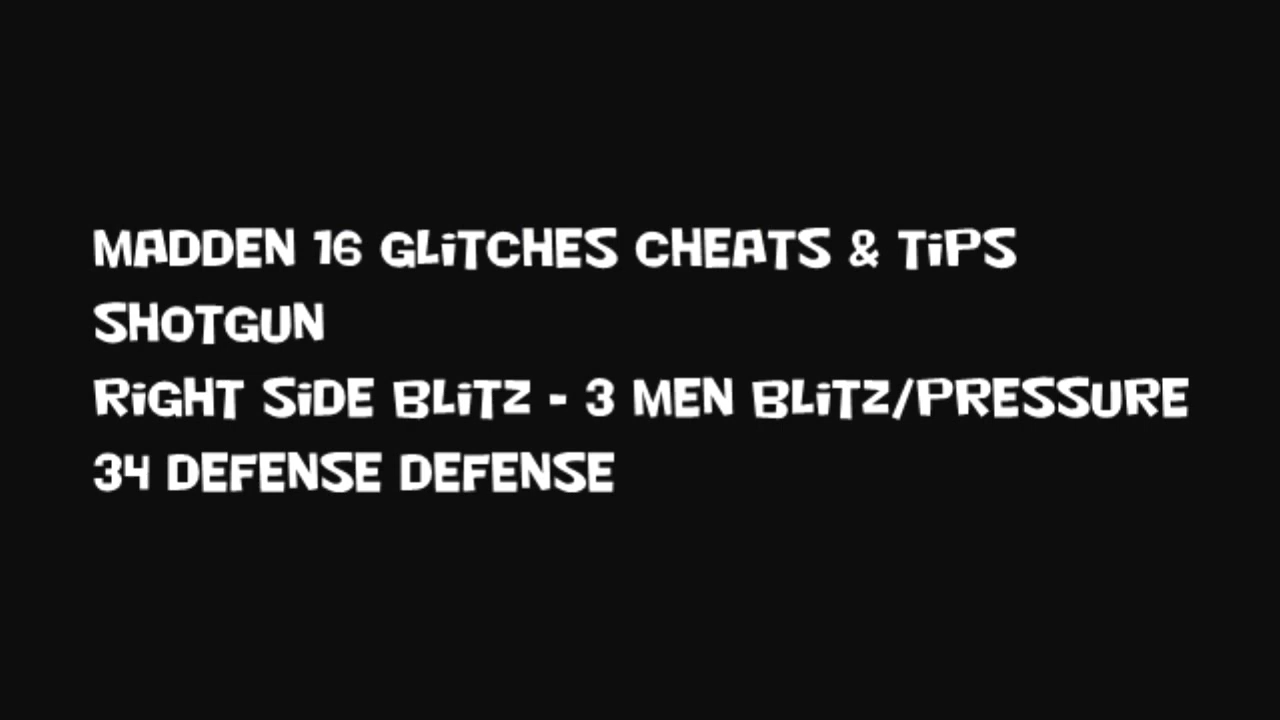 MADDEN 16 GLiTCHES CHEATS & TiPS
SHOTGUN
RiGHT SiDE BLiTZ - 3 MEN BLiTZ/PRESSURE
34 DEFENSE DEFENSE